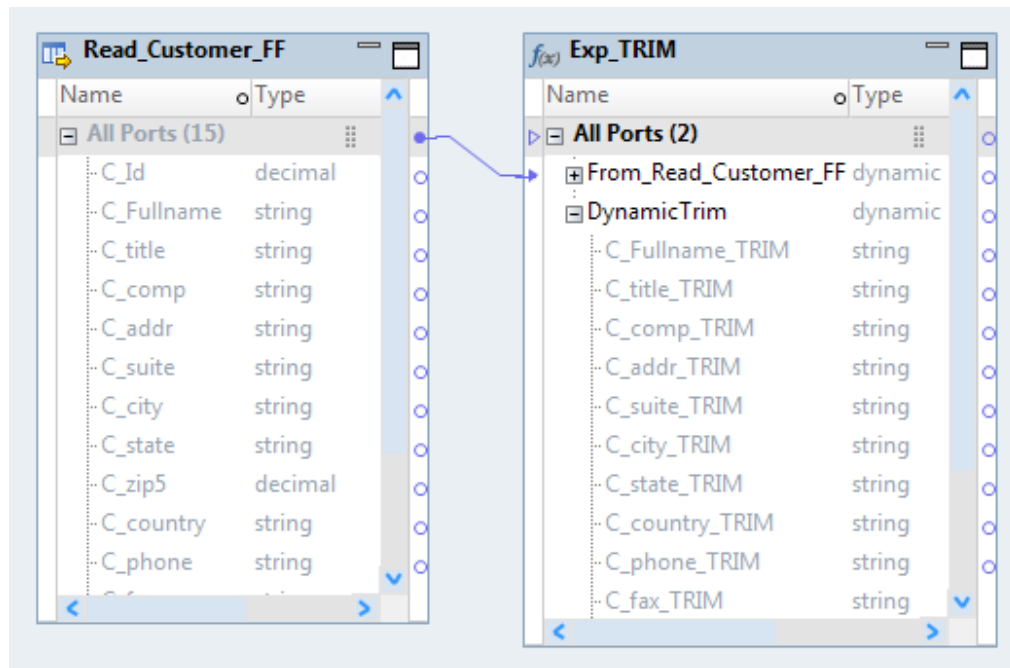 Read_Customer_FF
Name Type
All Ports (15)
C_Id decimal
C_Fullname string
C_title string
C_comp string
C_addr string
C_suite string
C_city string
C_state string
C_zip5 decimal
C_country string
C_phone string
f(x) Exp_TRIM
Name Type
All Ports (2)
From_Read_Customer_FF dynamic
DynamicTrim dynamic
C_Fullname_TRIM string
C_title_TRIM string
C_comp_TRIM string
C_addr_TRIM string
C_suite_TRIM string
C_city_TRIM string
C_state_TRIM string
C_country_TRIM string
C_phone_TRIM string
C_fax_TRIM string